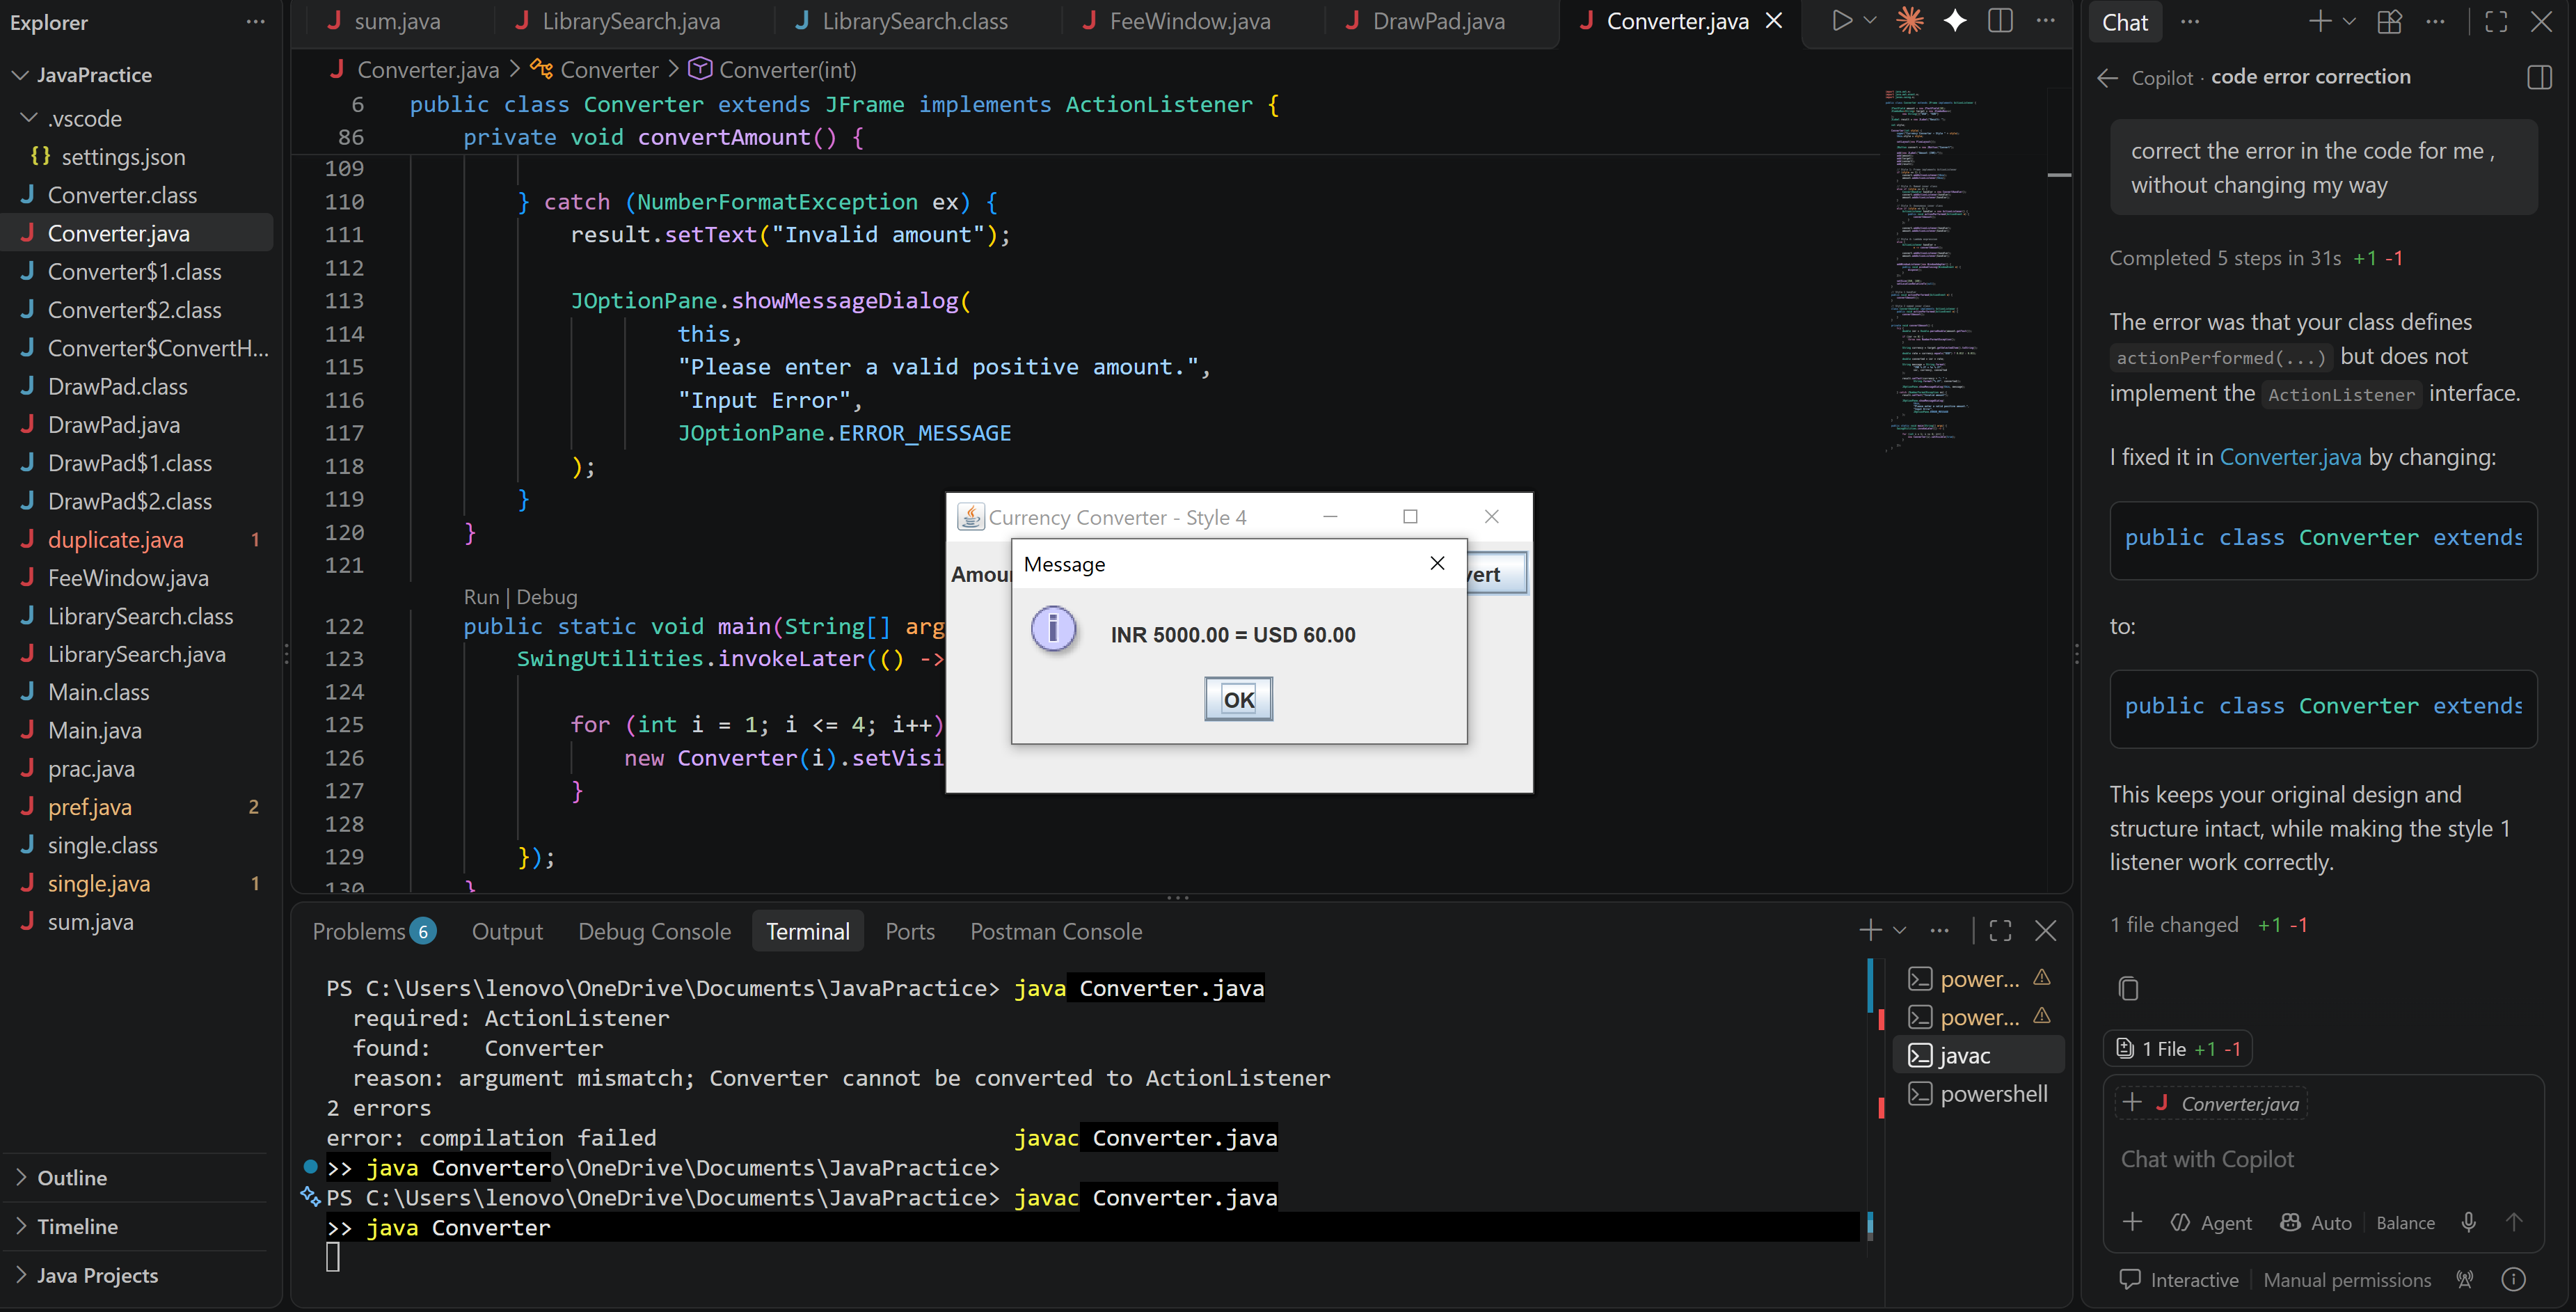 Explorer
JavaPractice
.vscode
{} settings.json
J Converter.class
J Converter.java
J Converter$1.class
J Converter$2.class
J Converter$ConvertH...
J DrawPad.class
J DrawPad.java
J DrawPad$1.class
J DrawPad$2.class
J duplicate.java 1
J FeeWindow.java
J LibrarySearch.class
J LibrarySearch.java
J Main.class
J Main.java
J prac.java
J pref.java 2
J single.class
J single.java 1
J sum.java
Outline
Timeline
Java Projects
J sum.java
J LibrarySearch.java
J LibrarySearch.class
J FeeWindow.java
J DrawPad.java
J Converter.java
J Converter.java > Converter > Converter(int)
6 public class Converter extends JFrame implements ActionListener {
86 private void convertAmount() {
109
110 } catch (NumberFormatException ex) {
111 result.setText("Invalid amount");
112
113 JOptionPane.showMessageDialog(
114 this,
115 "Please enter a valid positive amount.",
116 "Input Error",
117 JOptionPane.ERROR_MESSAGE
118 );
119 }
120 }
121
Run | Debug
122 public static void main(String[] arg
123 SwingUtilities.invokeLater(() ->
124
125 for (int i = 1; i <= 4; i++)
126 new Converter(i).setVisi
127 }
128
129 });
130 }
Currency Converter - Style 4
Amou
vert
Message
INR 5000.00 = USD 60.00
OK
Problems 6
Output
Debug Console
Terminal
Ports
Postman Console
PS C:\Users\lenovo\OneDrive\Documents\JavaPractice> java Converter.java
required: ActionListener
found: Converter
reason: argument mismatch; Converter cannot be converted to ActionListener
2 errors
error: compilation failed javac Converter.java
>> java Convertero\OneDrive\Documents\JavaPractice>
PS C:\Users\lenovo\OneDrive\Documents\JavaPractice> javac Converter.java
>> java Converter
power...
power...
javac
powershell
Chat
Copilot · code error correction
correct the error in the code for me ,
without changing my way
Completed 5 steps in 31s +1 -1
The error was that your class defines
actionPerformed(...) but does not
implement the ActionListener interface.
I fixed it in Converter.java by changing:
public class Converter extends
to:
public class Converter extends
This keeps your original design and
structure intact, while making the style 1
listener work correctly.
1 file changed +1 -1
1 File +1 -1
J Converter.java
Chat with Copilot
Agent
Auto
Balance
Interactive
Manual permissions